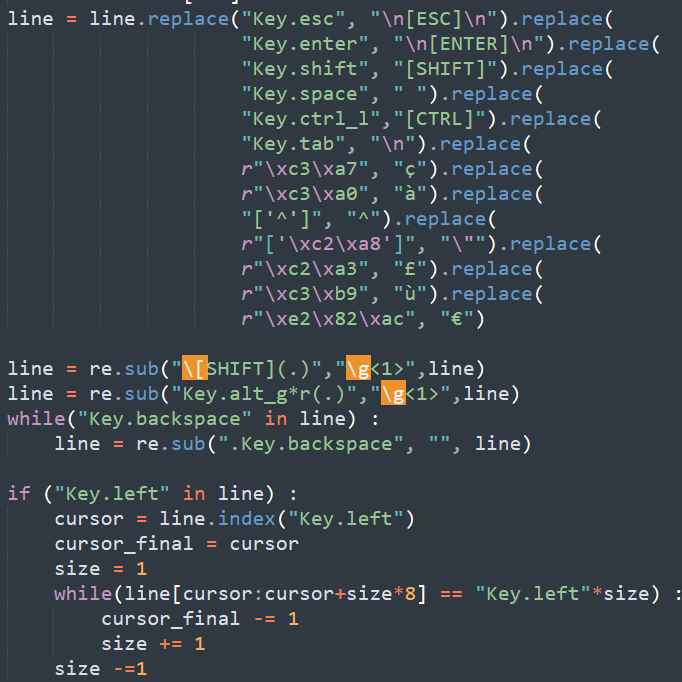 line = line.replace("Key.esc", "\n[ESC]\n").replace(
"Key.enter", "\n[ENTER]\n").replace(
"Key.shift", "[SHIFT]").replace(
"Key.space", " ").replace(
"Key.ctrl_l","[CTRL]").replace(
"Key.tab", "\n").replace(
r"\xc3\xa7", "ç").replace(
r"\xc3\xa0", "à").replace(
"['^']", "^").replace(
r"['\xc2\xa8']", "\"").replace(
r"\xc2\xa3", "£").replace(
r"\xc3\xb9", "ù").replace(
r"\xe2\x82\xac", "€")
line = re.sub("\[SHIFT](.)","\g<1>",line)
line = re.sub("Key.alt_g*r(.)","\g<1>",line)
while("Key.backspace" in line) :
line = re.sub(".Key.backspace", "", line)
if ("Key.left" in line) :
cursor = line.index("Key.left")
cursor_final = cursor
size = 1
while(line[cursor:cursor+size*8] == "Key.left"*size) :
cursor_final -= 1
size += 1
size -=1